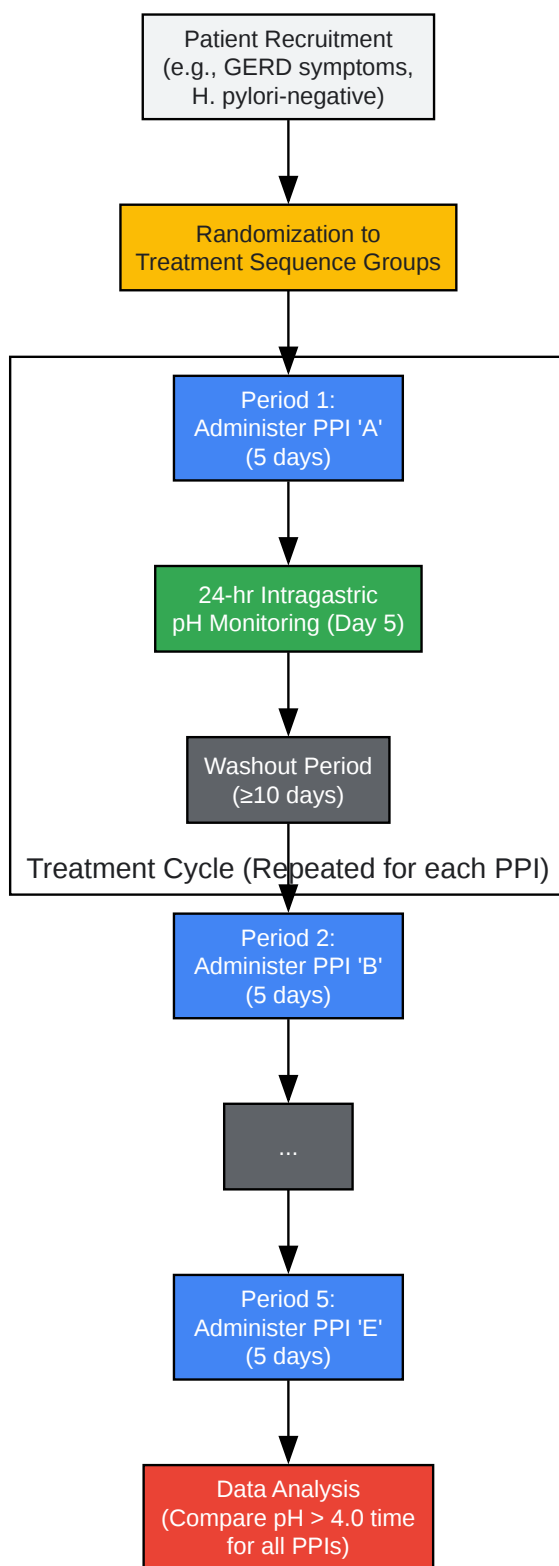 Patient Recruitment
(e.g., GERD symptoms,
H. pylori-negative)
Randomization to
Treatment Sequence Groups
Period 1:
Administer PPI 'A'
(5 days)
24-hr Intragastric
pH Monitoring (Day 5)
Washout Period
(≥10 days)
Treatment Cycle (Repeated for each PPI)
Period 2:
Administer PPI 'B'
(5 days)
...
Period 5:
Administer PPI 'E'
(5 days)
Data Analysis
(Compare pH > 4.0 time
for all PPIs)